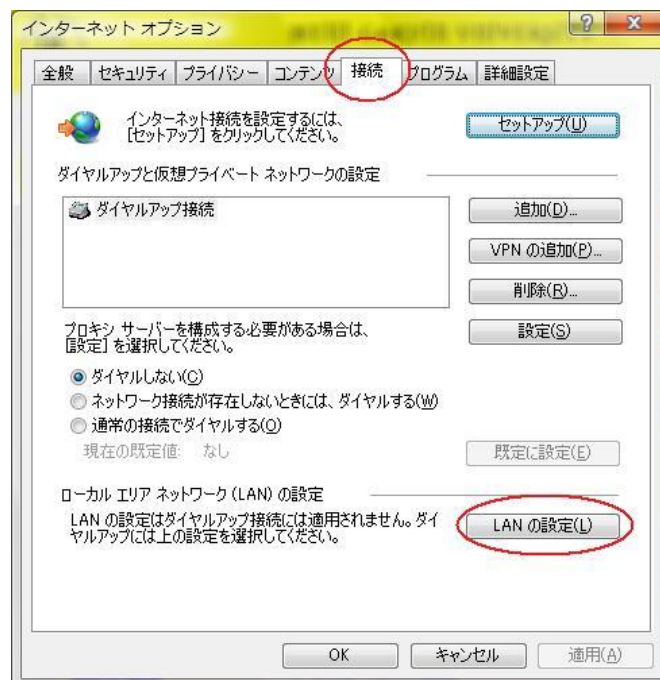 インターネット オプション
全般 セキュリティ プライバシー コンテンツ 接続 プログラム 詳細設定
インターネット接続を設定するには、
[セットアップ] をクリックしてください。
セットアップ(U)
ダイヤルアップと仮想プライベート ネットワークの設定
ダイヤルアップ接続
追加(D)...
VPN の追加(P)...
削除(R)...
プロキシ サーバーを構成する必要がある場合は、
[設定] を選択してください。
設定(S)
ダイヤルしない(C)
ネットワーク接続が存在しないときには、ダイヤルする(W)
通常の接続でダイヤルする(O)
現在の既定値: なし
既定に設定(E)
ローカル エリア ネットワーク (LAN) の設定
LAN の設定はダイヤルアップ接続には適用されません。ダイ
ヤルアップには上の設定を選択してください。
LAN の設定(L)
OK キャンセル 適用(A)